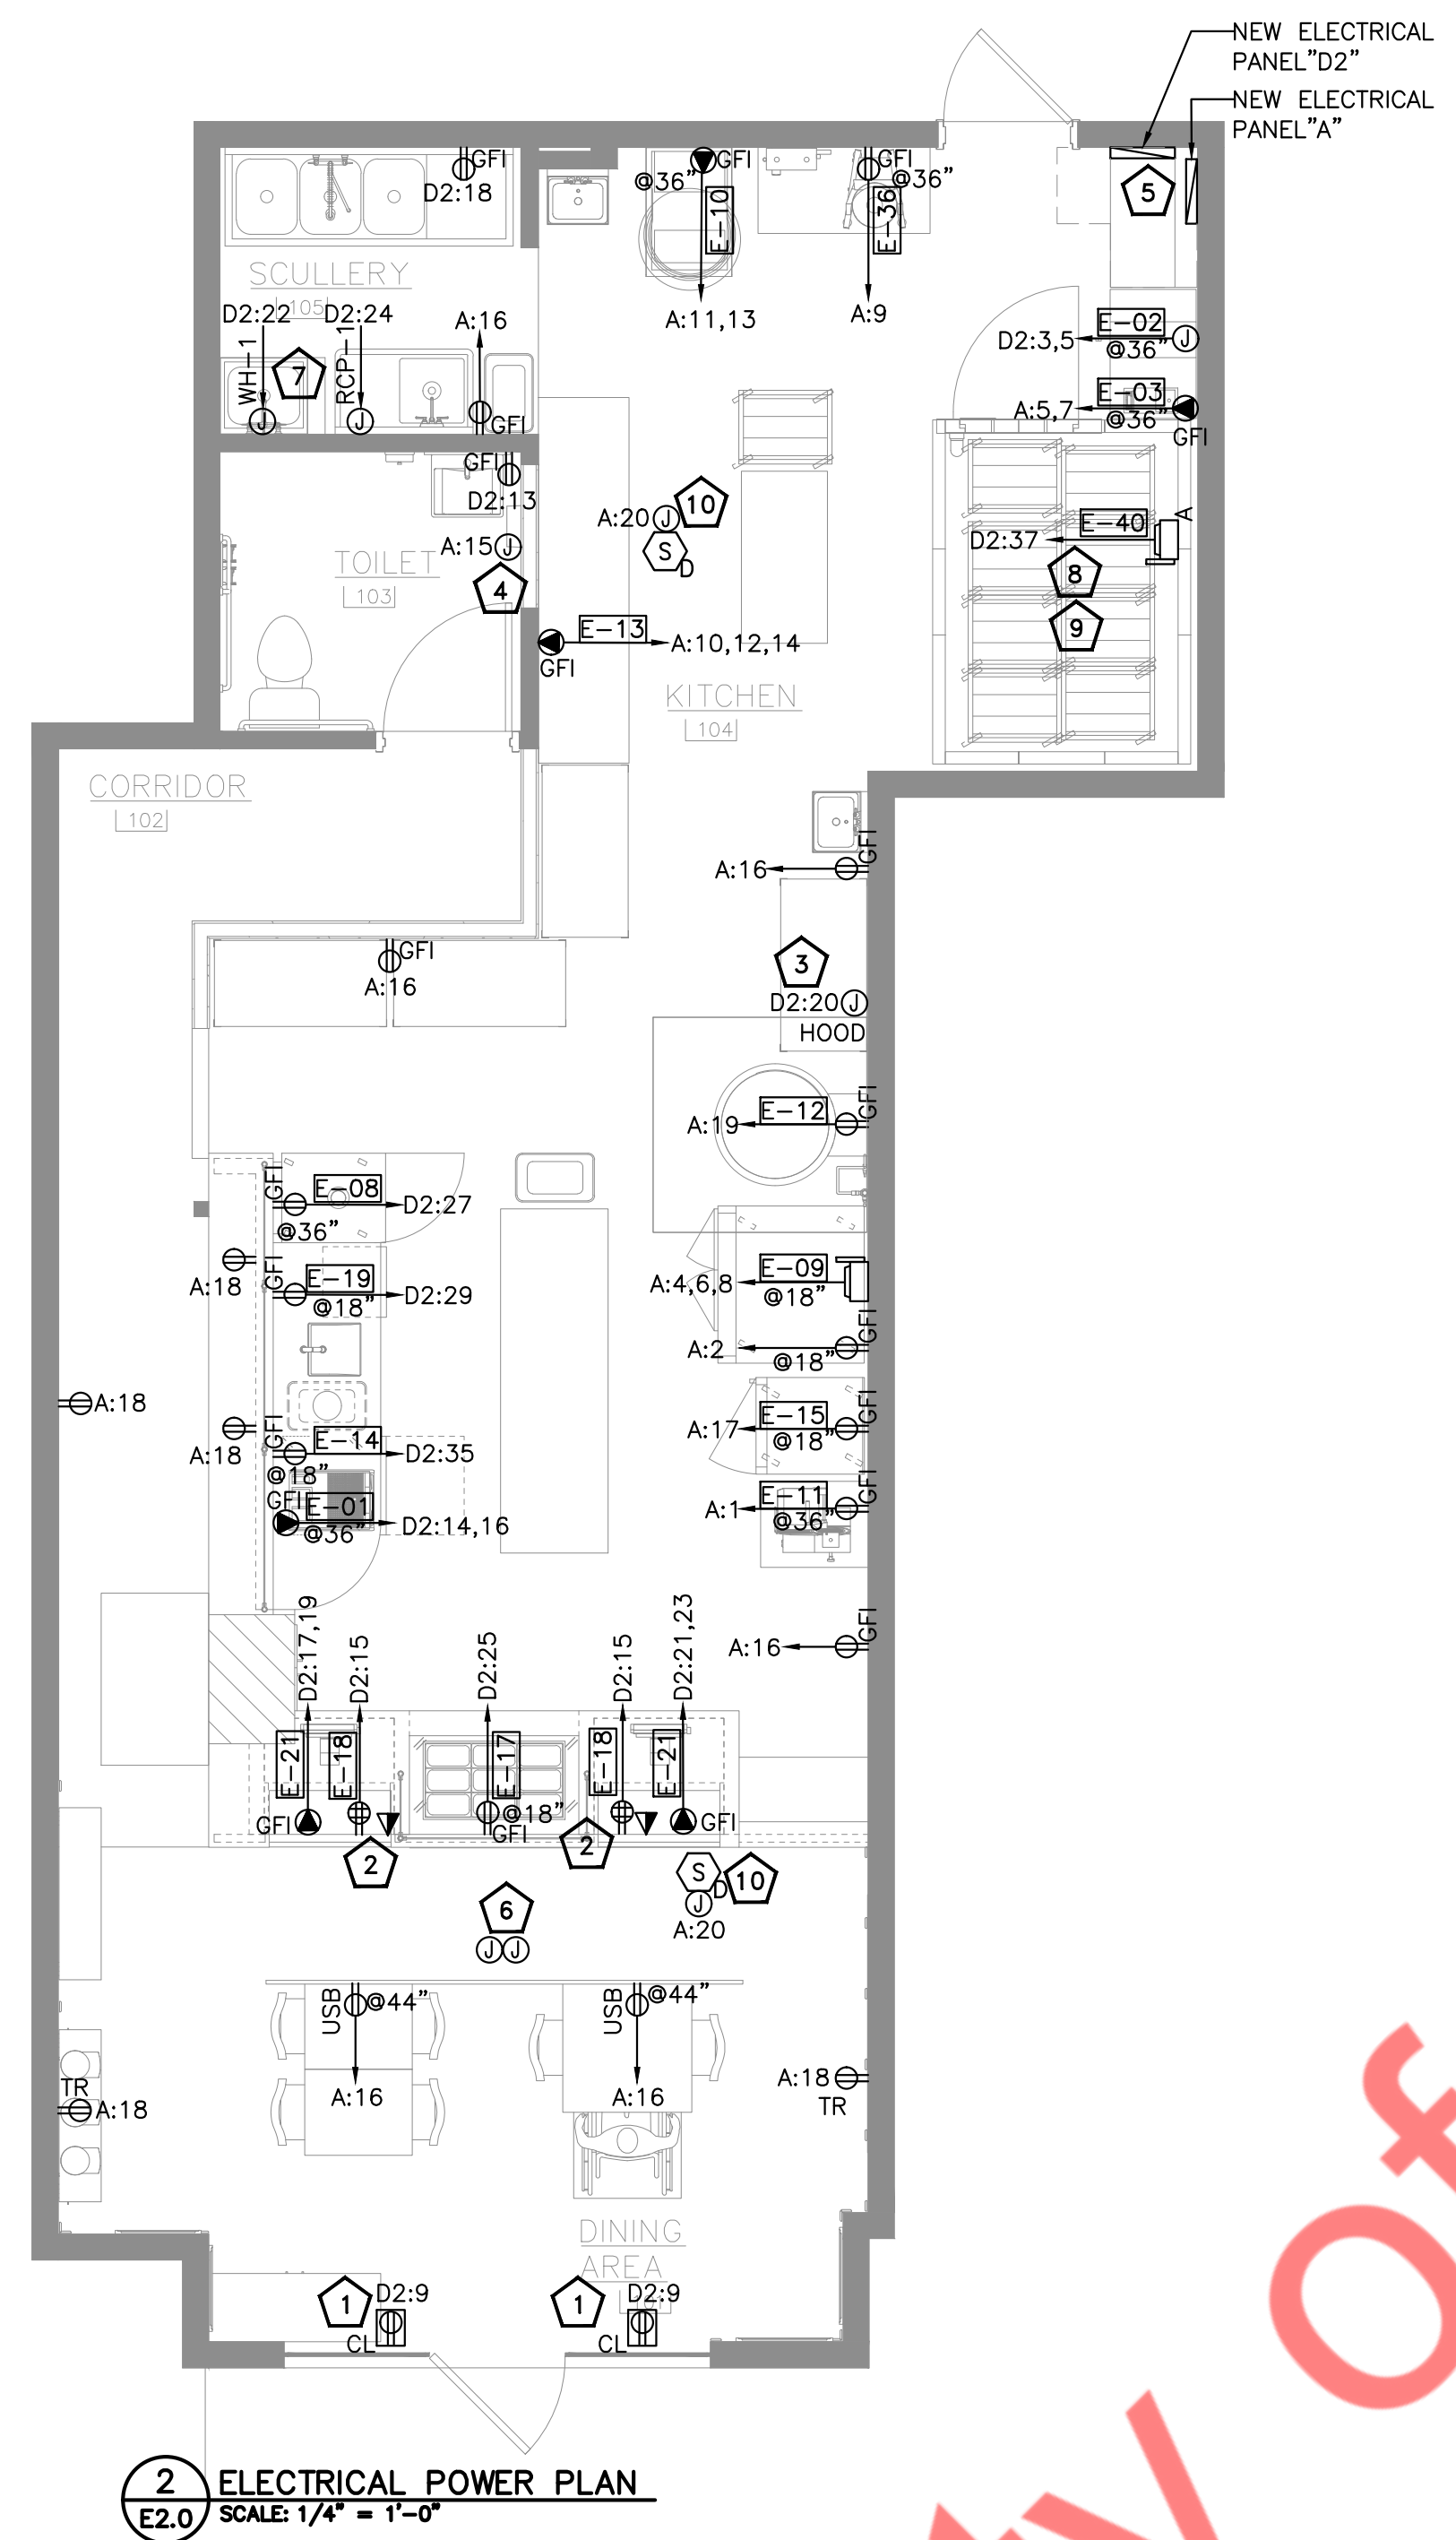 NEW ELECTRICAL
PANEL"D2"
NEW ELECTRICAL
PANEL"A"
GFI
D2:18
GFI
@36"
E-10
A:11,13
GFI
@36"
E-36
A:9
5
SCULLERY
105
D2:22
D2:24
A:16
WH-1
7
RCP-1
J
J
GFI
E-02
D2:3,5
@36"
J
E-03
A:5,7
@36"
GFI
GFI
D2:13
A:15
J
TOILET
103
4
A:20
J
10
S
D
E-40
D2:37
A
8
9
E-13
A:10,12,14
GFI
KITCHEN
104
CORRIDOR
102
A:16
GFI
GFI
A:16
3
D2:20
J
HOOD
E-12
A:19
GFI
GFI
E-08
D2:27
@36"
A:18
GFI
E-19
D2:29
@18"
E-09
A:4,6,8
@18"
A:2
@18"
GFI
A:18
A:18
GFI
E-14
D2:35
@18"
E-15
A:17
@18"
GFI
GFI
E-01
D2:14,16
@36"
E-11
A:1
@36"
GFI
A:16
GFI
D2:17,19
D2:15
D2:25
D2:15
D2:21,23
E-21
E-18
E-17
E-18
E-21
GFI
@18"
GFI
GFI
2
2
S
D
10
J
A:20
6
J
J
USB
@44"
A:16
USB
@44"
A:16
TR
A:18
A:18
TR
DINING
AREA
1
D2:9
CL
1
D2:9
CL
2
E2.0
ELECTRICAL POWER PLAN
SCALE: 1/4" = 1'-0"
of